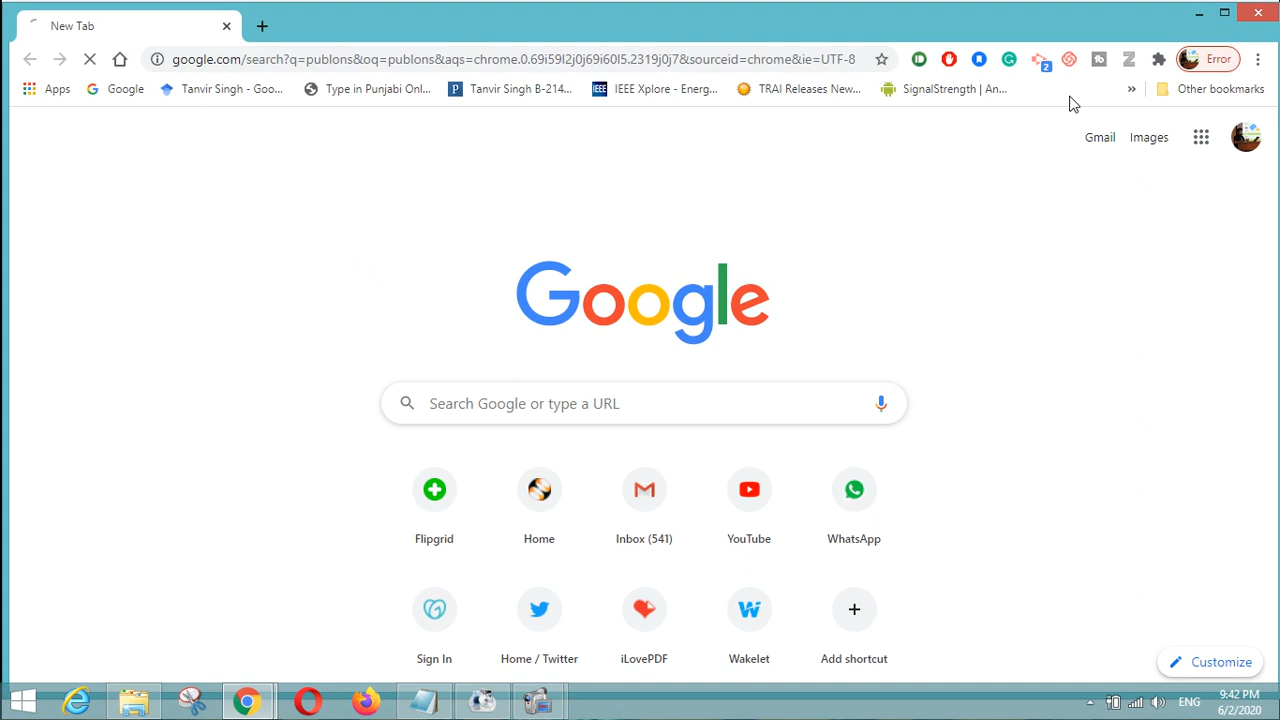 New Tab
google.com/search?q=publons&oq=publons&aqs=chrome.0.69i59l2j0j69i60l5.2319j0j7&sourceid=chrome&ie=UTF-8
2
Error
Apps
Google
Tanvir Singh - Goo...
Type in Punjabi Onl...
Tanvir Singh B-214...
IEEE Xplore - Energ...
TRAI Releases New...
SignalStrength | An...
»
Other bookmarks
Gmail
Images
Google
Search Google or type a URL
Flipgrid
Home
Inbox (541)
YouTube
WhatsApp
Sign In
Home / Twitter
iLovePDF
Wakelet
Add shortcut
Customize
ENG
9:42 PM
6/2/2020